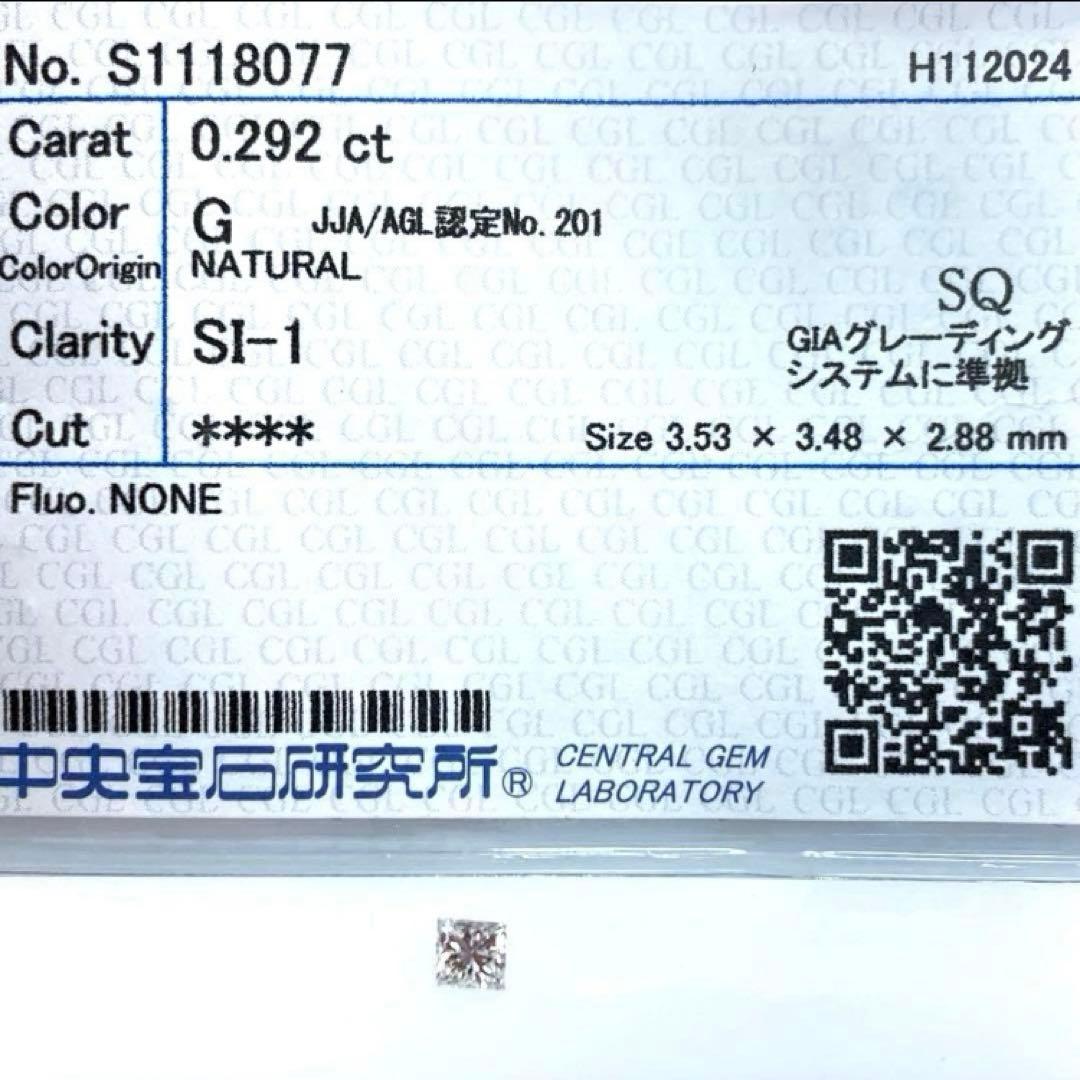 No. S1118077 H112024
Carat 0.292 ct
Color G JJA/AGL認定No.201
ColorOrigin NATURAL
SQ
Clarity SI-1 GIAグレーディング
システムに準拠
Cut **** Size 3.53 × 3.48 × 2.88 mm
Fluo. NONE
中央宝石研究所® CENTRAL GEM
LABORATORY